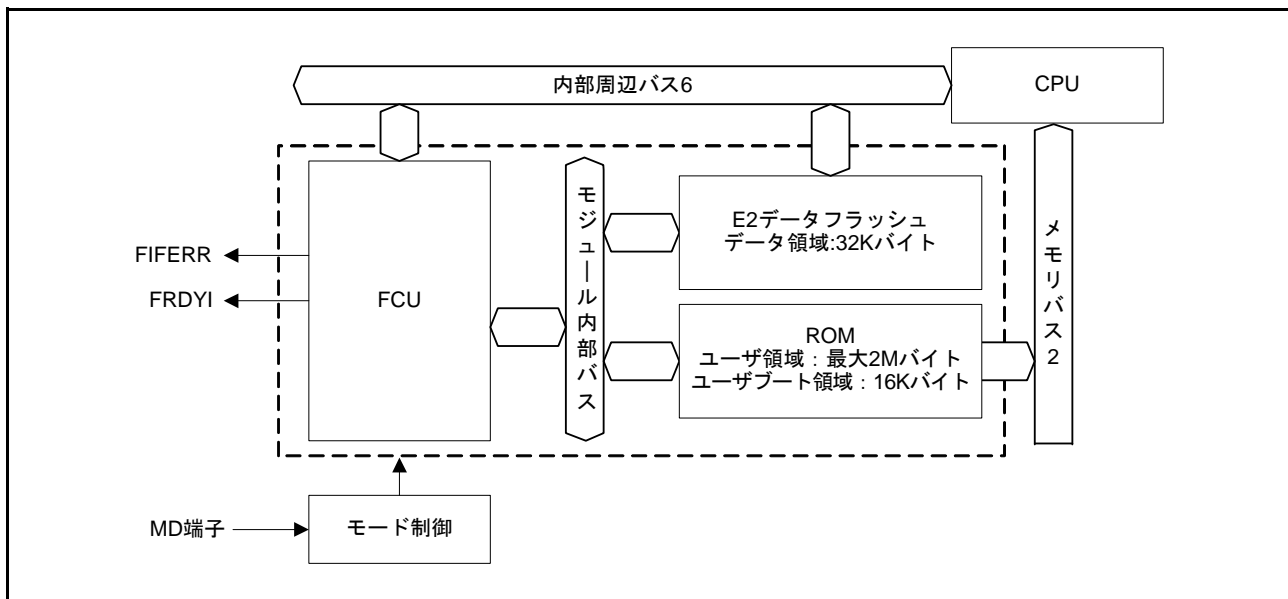 内部周辺バス6
CPU
FIFERR
FRDYI
FCU
モジュール内部バス
E2データフラッシュ
データ領域:32Kバイト
ROM
ユーザ領域：最大2Mバイト
ユーザブート領域：16Kバイト
メモリバス2
MD端子
モード制御